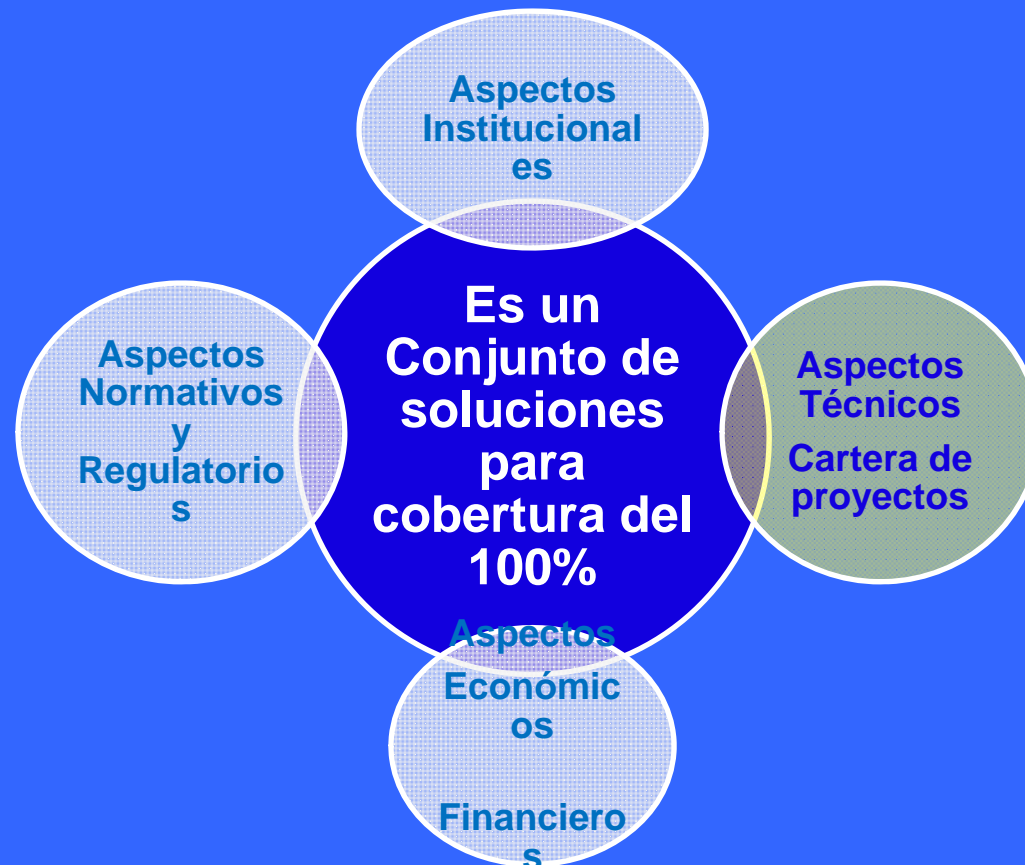 Aspectos
Institucional
es
Es un
Conjunto de
soluciones
para
cobertura del
100%
Aspectos
Normativos
y
Regulatorio
s
Aspectos
Técnicos
Cartera de
proyectos
Aspectos
Económic
os
Financiero
s